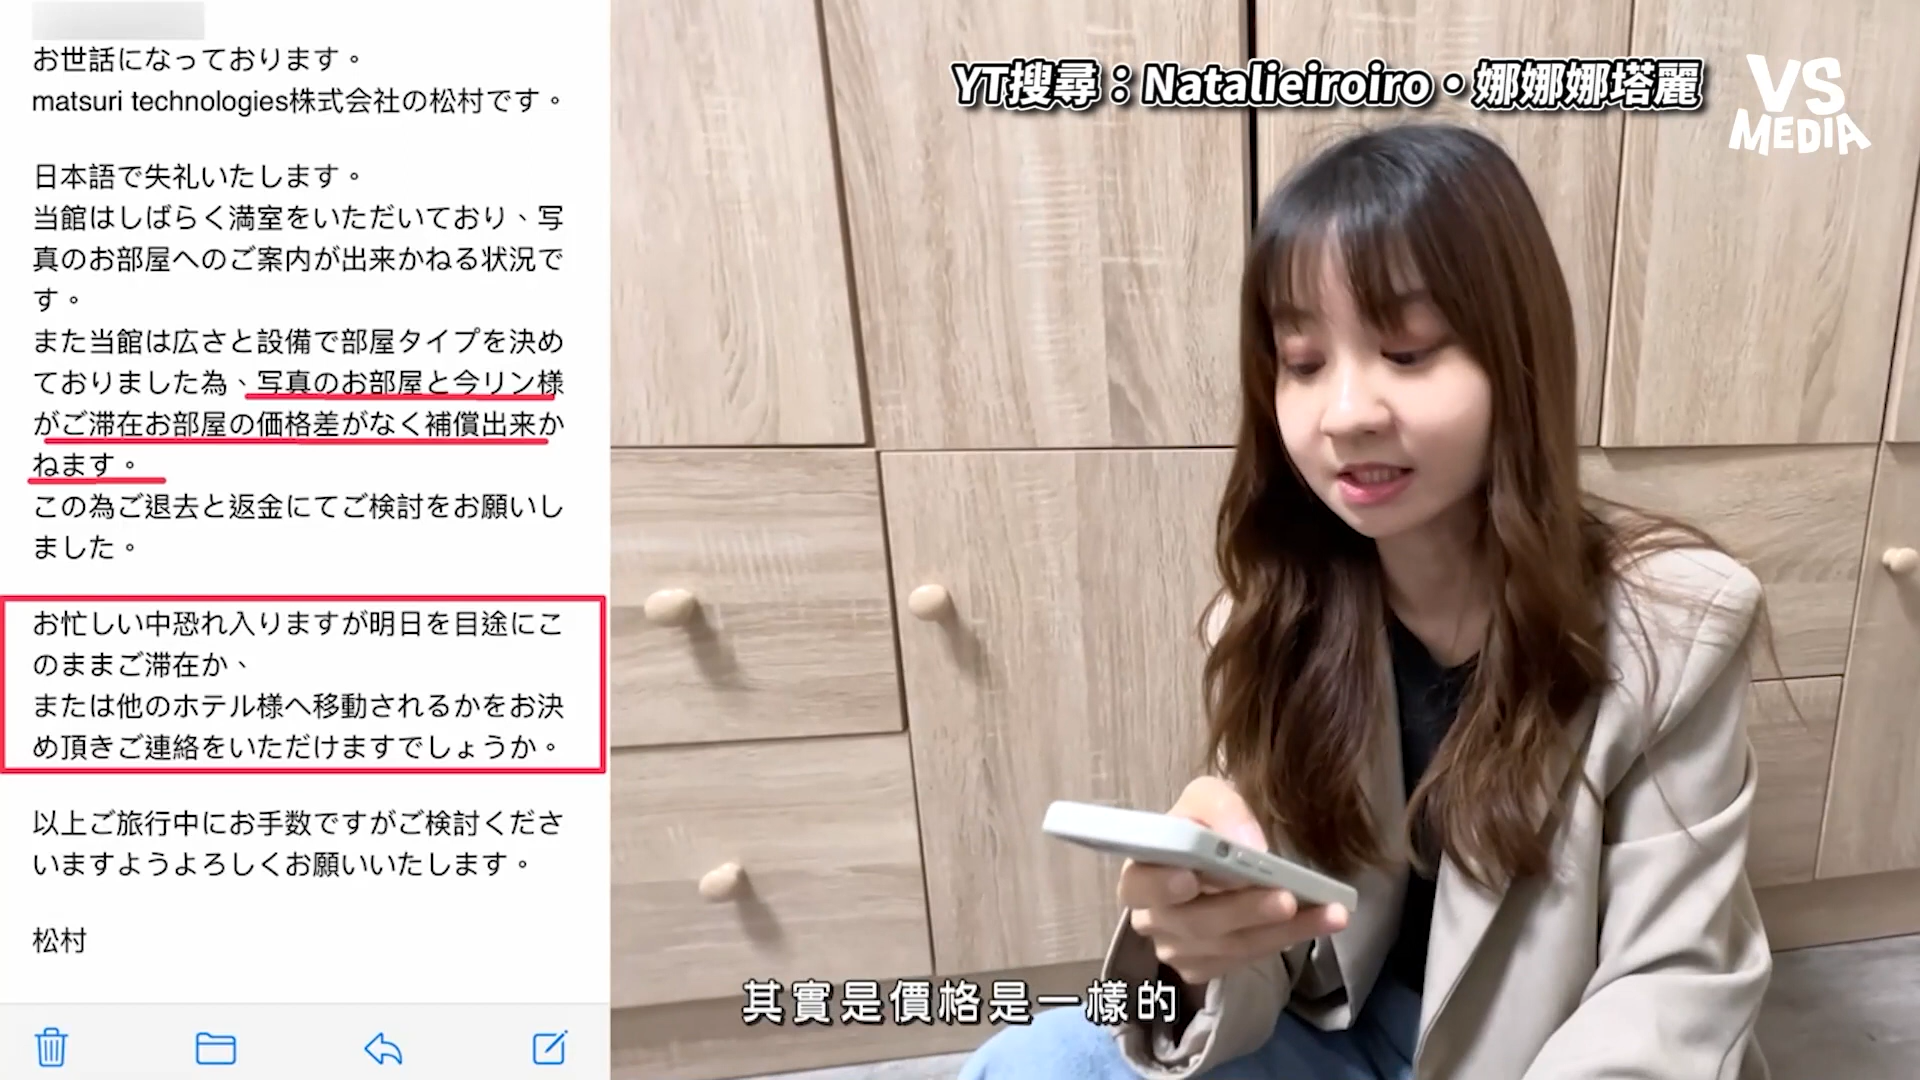 お世話になっております。
matsuri technologies株式会社の松村です。
日本語で失礼いたします。
当館はしばらく満室をいただいており、写
真のお部屋へのご案内が出来かねる状況で
す。
また当館は広さと設備で部屋タイプを決め
ておりました為、写真のお部屋と今リン様
がご滞在お部屋の価格差がなく補償出来か
ねます。
この為ご退去と返金にてご検討をお願いし
ました。
お忙しい中恐れ入りますが明日を目途にこ
のままご滞在か、
または他のホテル様へ移動されるかをお決
め頂きご連絡をいただけますでしょうか。
以上ご旅行中にお手数ですがご検討くださ
いますようよろしくお願いいたします。
松村
YT搜尋：Natalieiroiro・娜娜娜塔麗
VS
MEDIA
其實是價格是一樣的